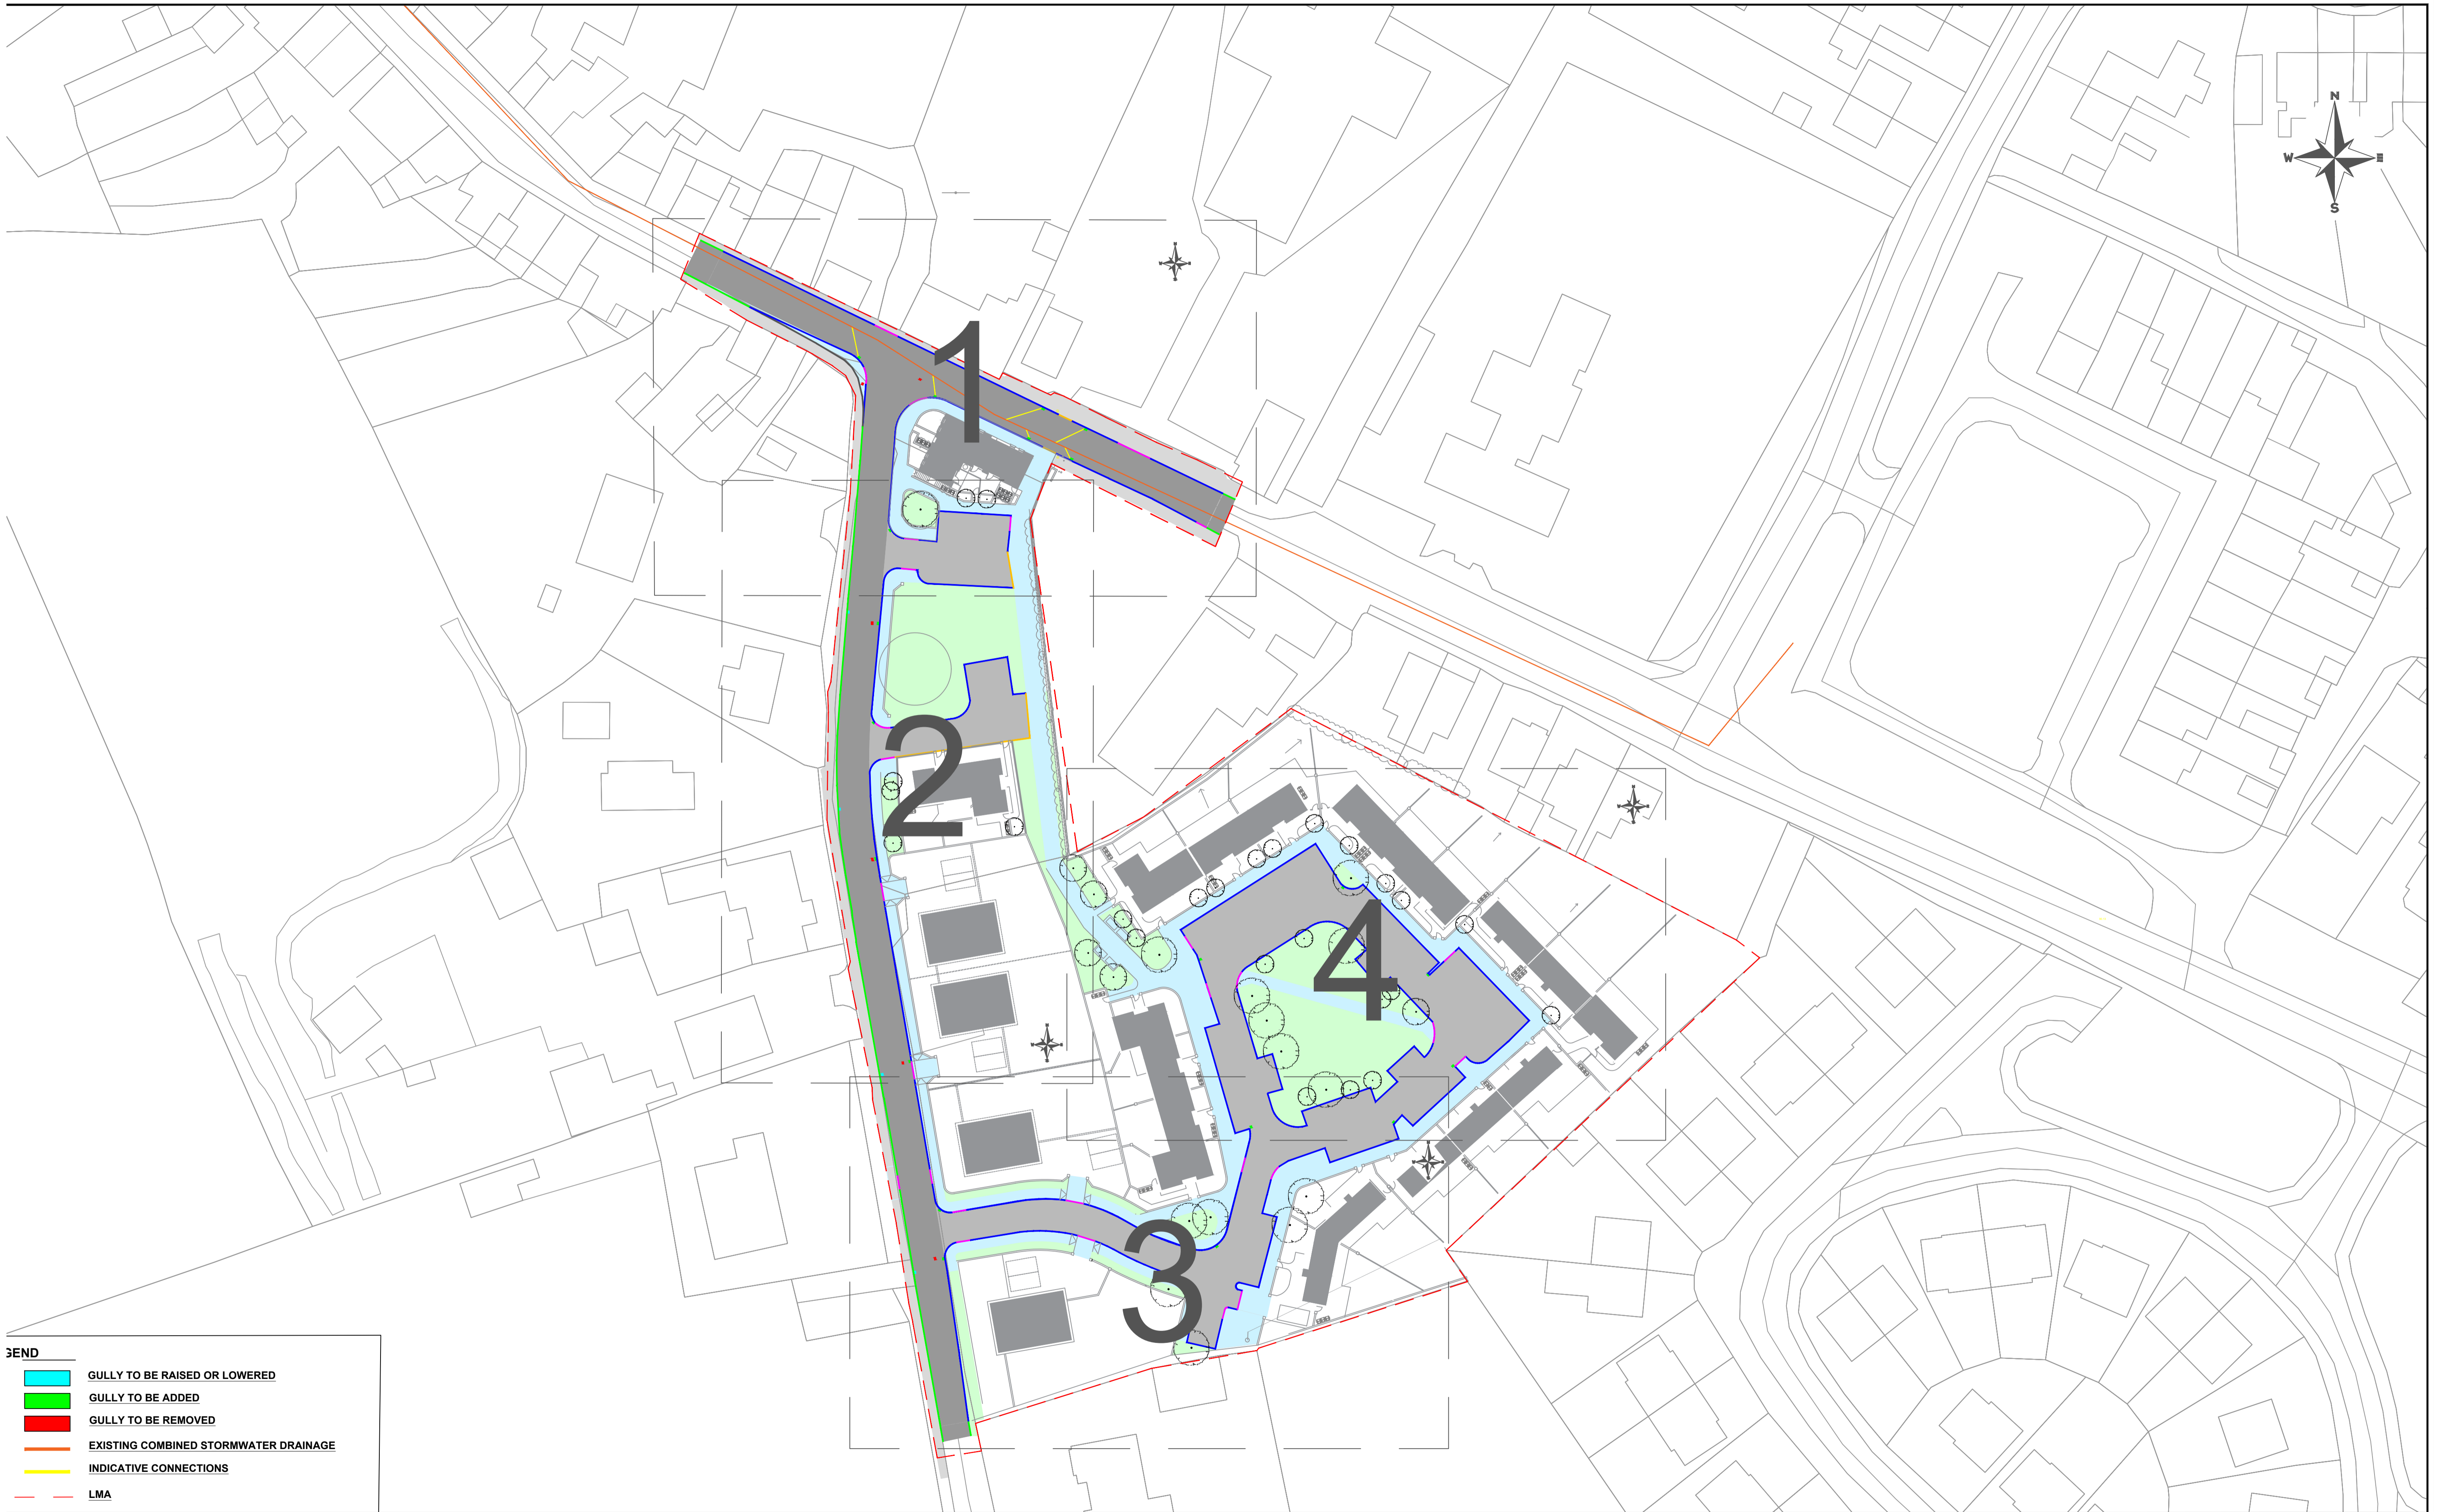 N
W E
S
1
2
4
3
GEND
GULLY TO BE RAISED OR LOWERED
GULLY TO BE ADDED
GULLY TO BE REMOVED
EXISTING COMBINED STORMWATER DRAINAGE
INDICATIVE CONNECTIONS
LMA